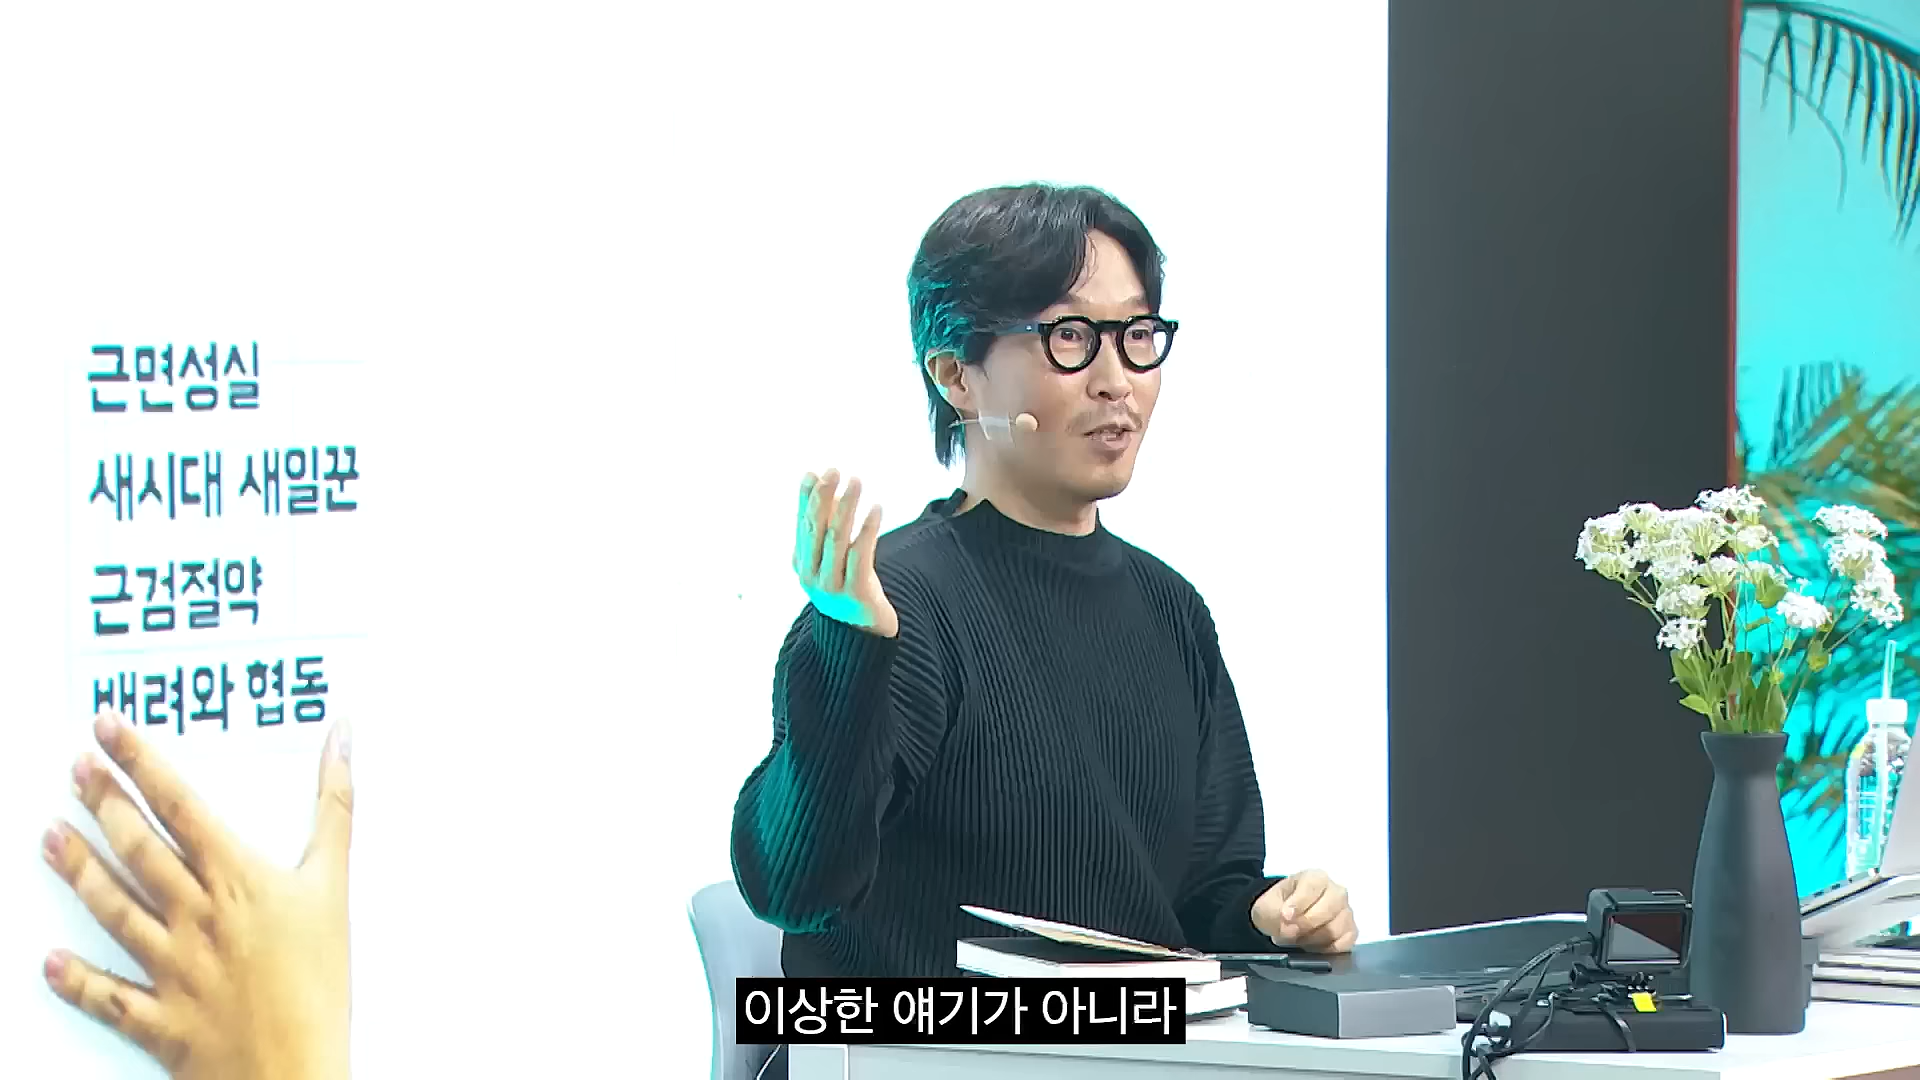 근면성실
새시대 새일꾼
근검절약
배려와 협동
이상한 얘기가 아니라